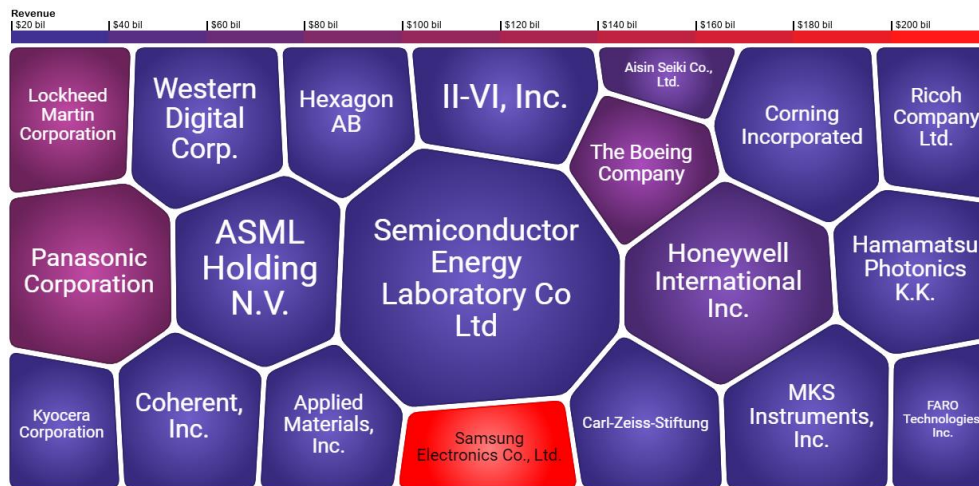 Revenue
$20 bil
$40 bil
$60 bil
$80 bil
$100 bil
$120 bil
$140 bil
$160 bil
$180 bil
$200 bil
Lockheed
Martin
Corporation
Western
Digital
Corp.
Hexagon
AB
II-VI, Inc.
Aisin Seiki Co.,
Ltd.
The Boeing
Company
Corning
Incorporated
Ricoh
Company
Ltd.
Panasonic
Corporation
ASML
Holding
N.V.
Semiconductor
Energy
Laboratory Co
Ltd
Honeywell
International
Inc.
Hamamatsu
Photonics
K.K.
Kyocera
Corporation
Coherent,
Inc.
Applied
Materials,
Inc.
Samsung
Electronics Co., Ltd.
Carl-Zeiss-Stiftung
MKS
Instruments,
Inc.
FARO
Technologies
Inc.